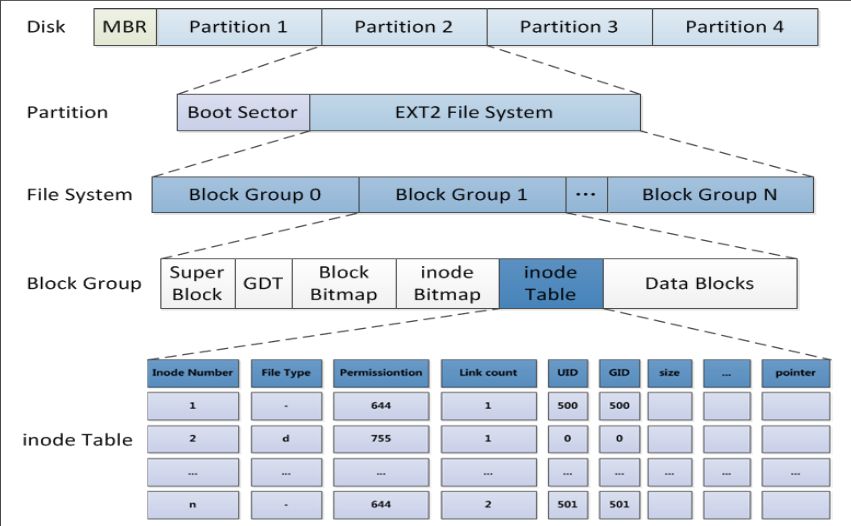 Disk MBR Partition 1 Partition 2 Partition 3 Partition 4
Partition Boot Sector EXT2 File System
File System Block Group 0 Block Group 1 ... Block Group N
Block Group Super Block GDT Block Bitmap inode Bitmap inode Table Data Blocks
Inode Number File Type Permissiontion Link count UID GID size ... pointer
1 - 644 1 500 500
inode Table
2 d 755 1 0 0
... ... ... ... ... ... ... ... ...
n - 644 2 501 501